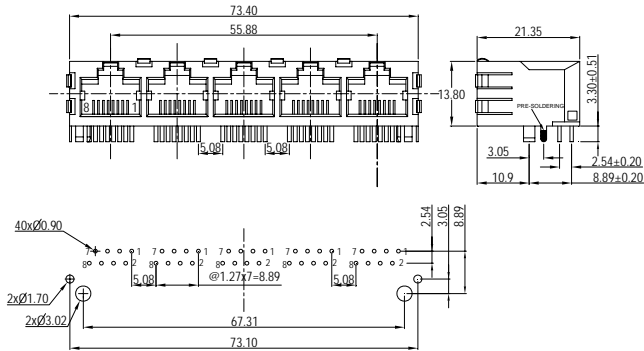 73.40
55.88
21.35
13.80
3.30±0.51
PRE-SOLDERING
8 1
5.08 5.08
3.05
2.54±0.20
10.9 8.89±0.20
40xØ0.90
2.54
3.05
8.89
7 1 7 1 7 1 7 1 7 1
8 2 8 2 8 2 8 2 8 2
5.08 @1.27x7=8.89 5.08
2xØ1.70
2xØ3.02
67.31
73.10